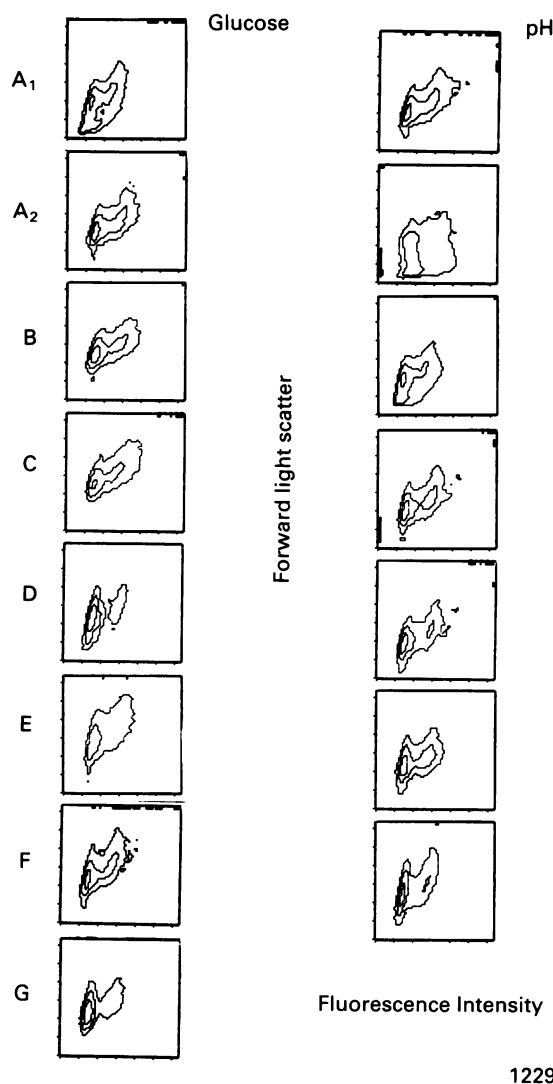 Glucose
pH
A1
A2
B
C
Forward light scatter
D
E
F
G
Fluorescence Intensity
1229